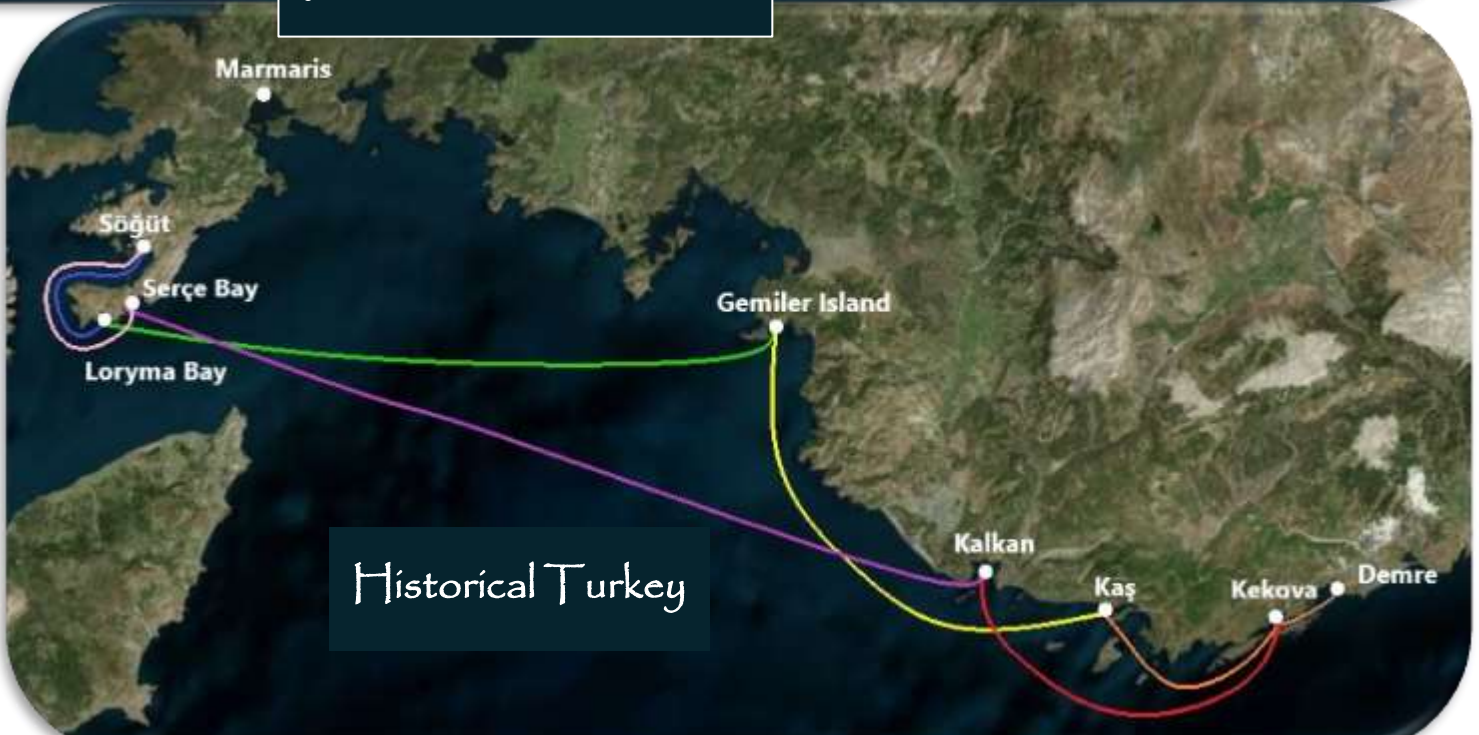 Marmaris
Söğüt
Serçe Bay
Loryma Bay
Gemiler Island
Kalkan
Kaş
Kekova
Demre
Historical Turkey